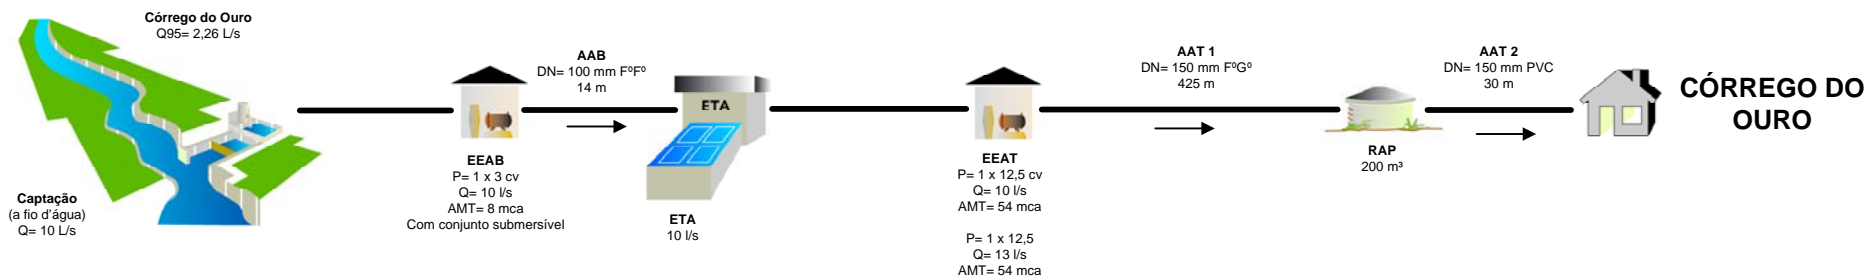 Córrego do Ouro
Q95= 2,26 L/s
Captação
(a fio d'água)
Q= 10 L/s
EEAB
P= 1 x 3 cv
Q= 10 l/s
AMT= 8 mca
Com conjunto submersível
AAB
DN= 100 mm FºFº
14 m
ETA
ETA
10 l/s
EEAT
P= 1 x 12,5 cv
Q= 10 l/s
AMT= 54 mca
P= 1 x 12,5
Q= 13 l/s
AMT= 54 mca
AAT 1
DN= 150 mm FºGº
425 m
RAP
200 m³
AAT 2
DN= 150 mm PVC
30 m
CÓRREGO DO
OURO